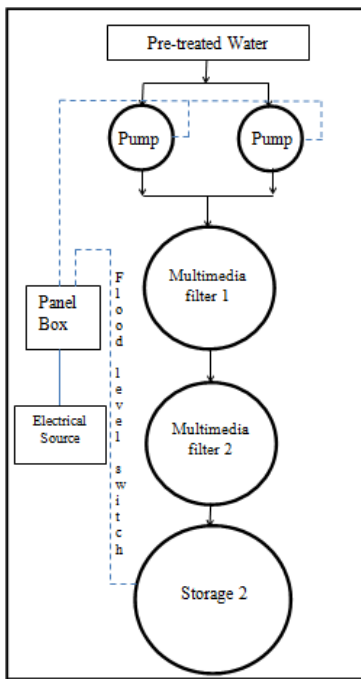 Pre-treated Water
Pump
Pump
Multimedia
filter 1
Flood level switch
Panel
Box
Electrical
Source
Multimedia
filter 2
Storage 2